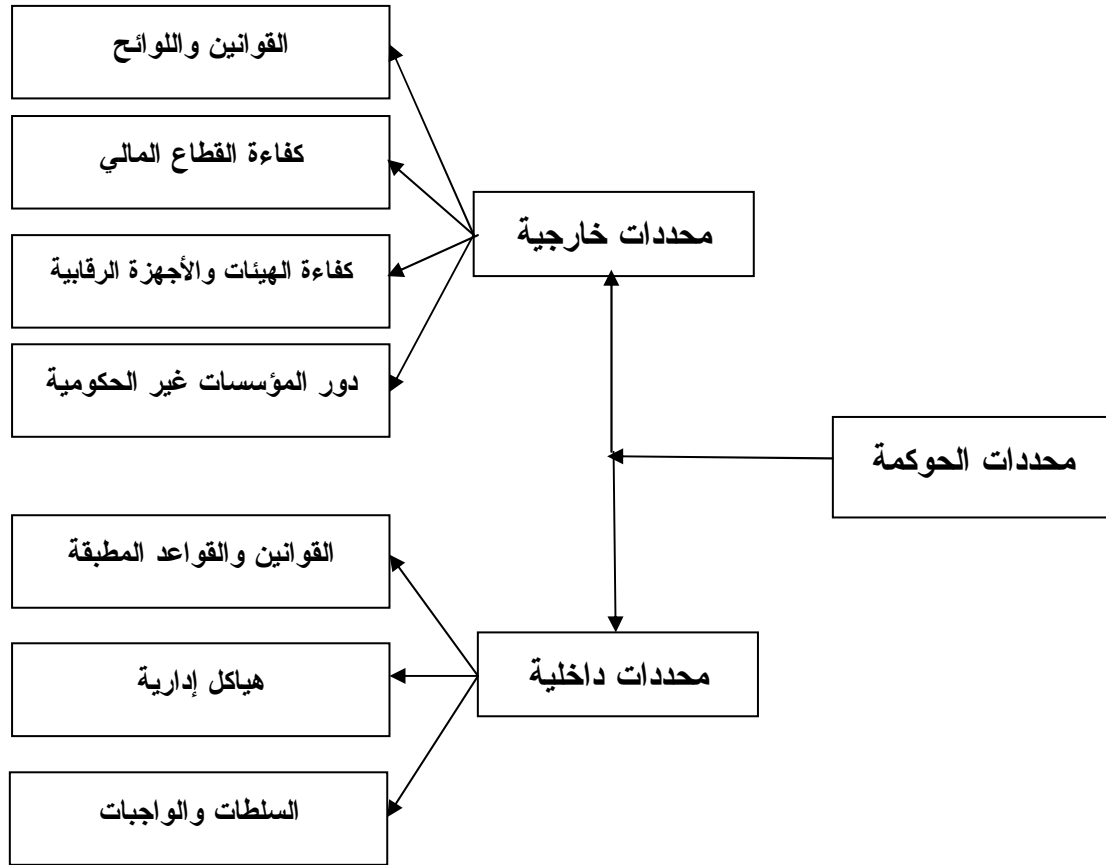 محددات الحوكمة
محددات خارجية
القوانين واللوائح
كفاءة القطاع المالي
كفاءة الهيئات والأجهزة الرقابية
دور المؤسسات غير الحكومية
محددات داخلية
القوانين والقواعد المطبقة
هياكل إدارية
السلطات والواجبات